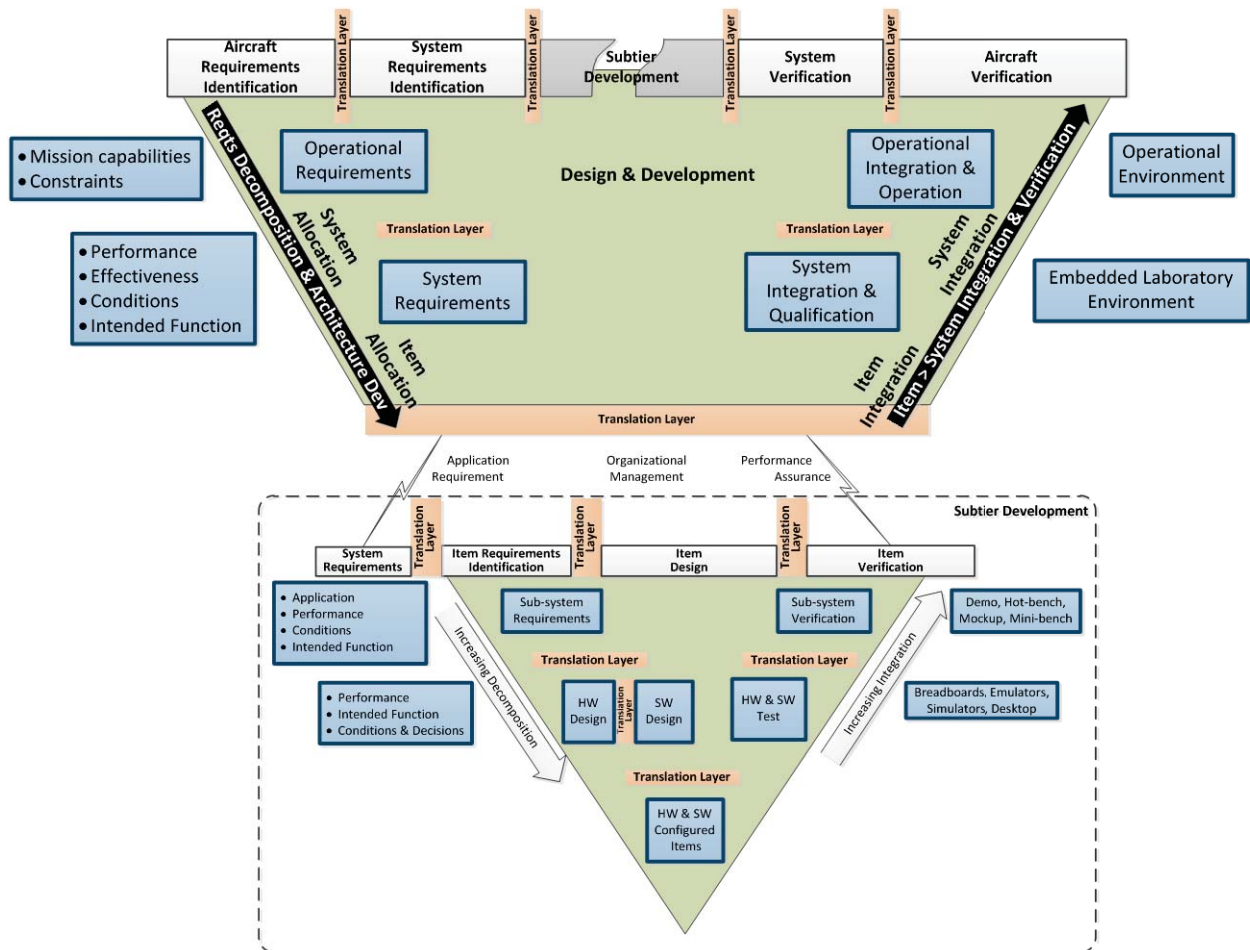 Translation Layer
Translation Layer
Translation Layer
Translation Layer
Aircraft
Requirements
Identification
System
Requirements
Identification
Subtier
Development
System
Verification
Aircraft
Verification
Reqts Decomposition & Architecture Dev
Item > System Integration & Verification
• Mission capabilities
• Constraints
Operational
Requirements
Design & Development
Operational
Integration &
Operation
Operational
Environment
System
Allocation
Translation Layer
Translation Layer
System
Integration
• Performance
• Effectiveness
• Conditions
• Intended Function
System
Requirements
System
Integration &
Qualification
Embedded Laboratory
Environment
Item
Allocation
Item
Integration
Translation Layer
Application
Requirement
Organizational
Management
Performance
Assurance
Subtier Development
Translation
Layer
Translation
Layer
Translation
Layer
System
Requirements
Item Requirements
Identification
Item
Design
Item
Verification
• Application
• Performance
• Conditions
• Intended Function
Sub-system
Requirements
Sub-system
Verification
Demo, Hot-bench,
Mockup, Mini-bench
Increasing Decomposition
Increasing Integration
Translation Layer
Translation Layer
• Performance
• Intended Function
• Conditions & Decisions
HW
Design
Translation
Layer
SW
Design
HW & SW
Test
Breadboards, Emulators,
Simulators, Desktop
Translation Layer
HW & SW
Configured
Items